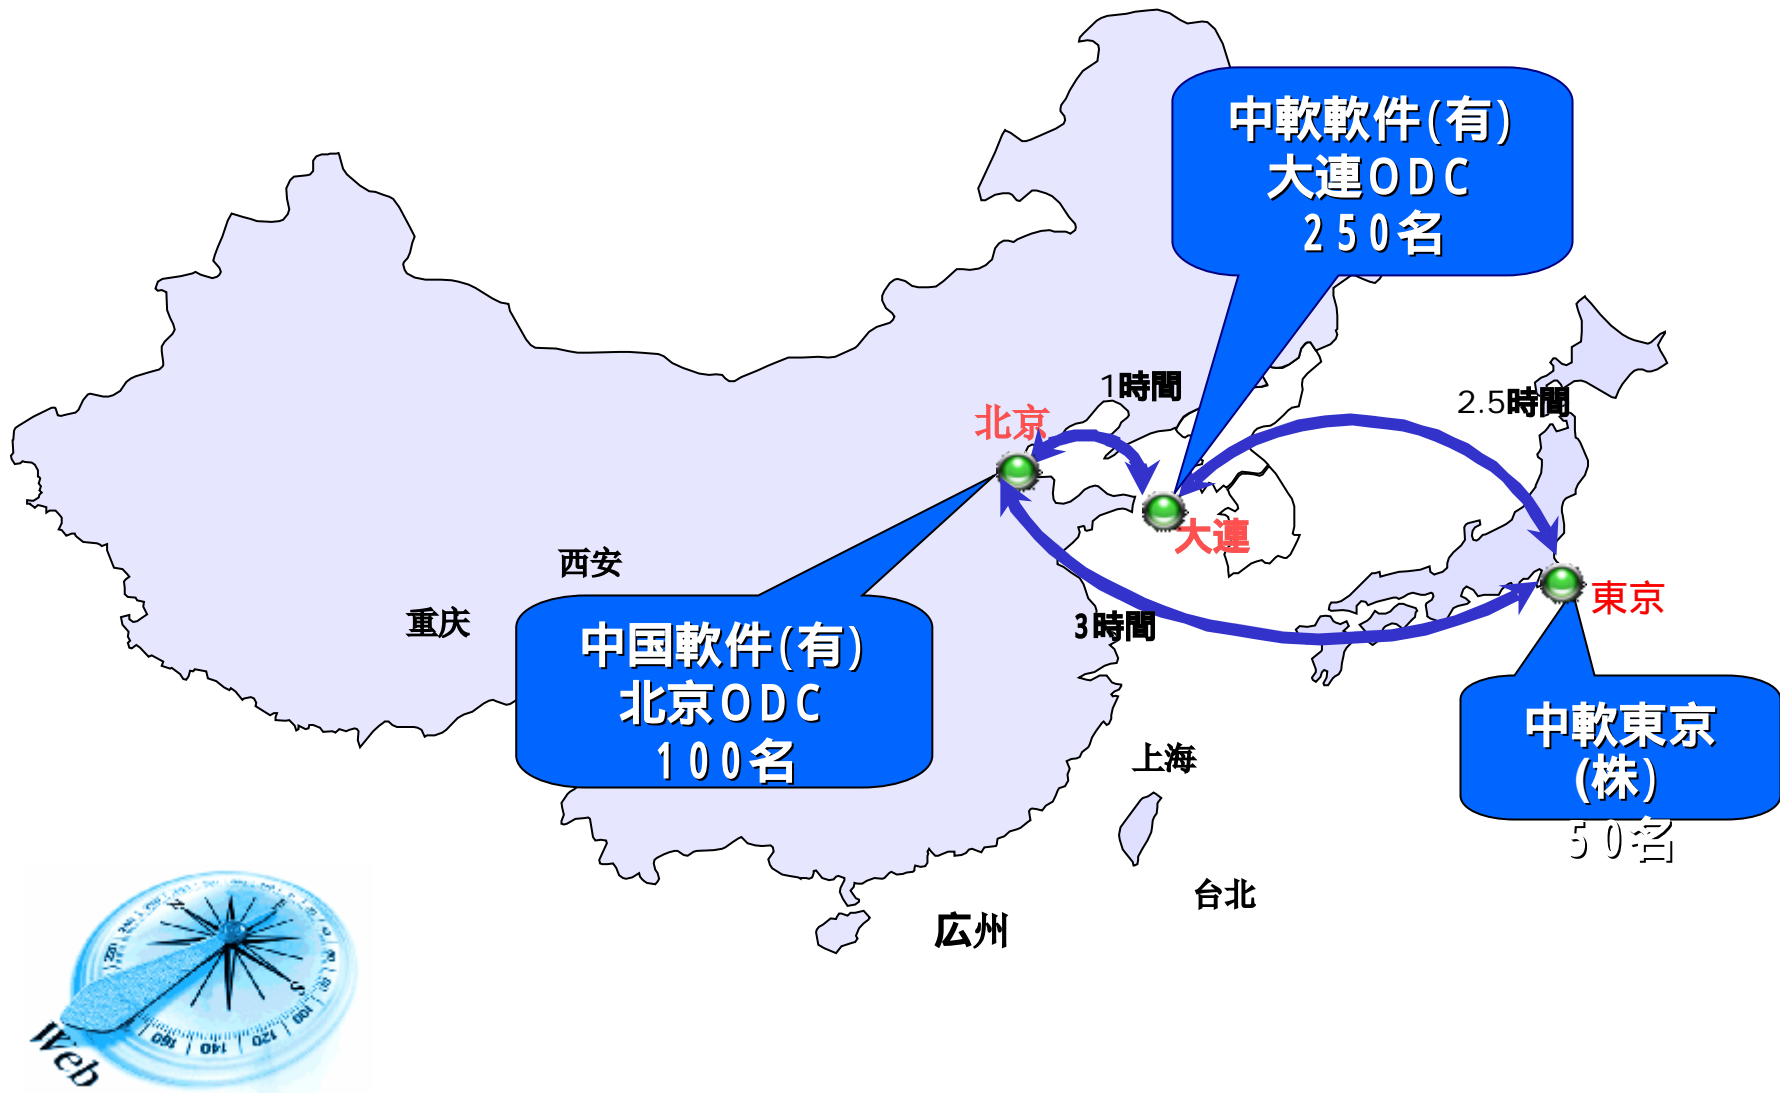 中軟軟件(有)
大連ODC
250名
1時間
2.5時間
北京
大連
西安
東京
重庆
3時間
中国軟件(有)
北京ODC
100名
中軟東京
(株)
50名
上海
台北
広州
Web